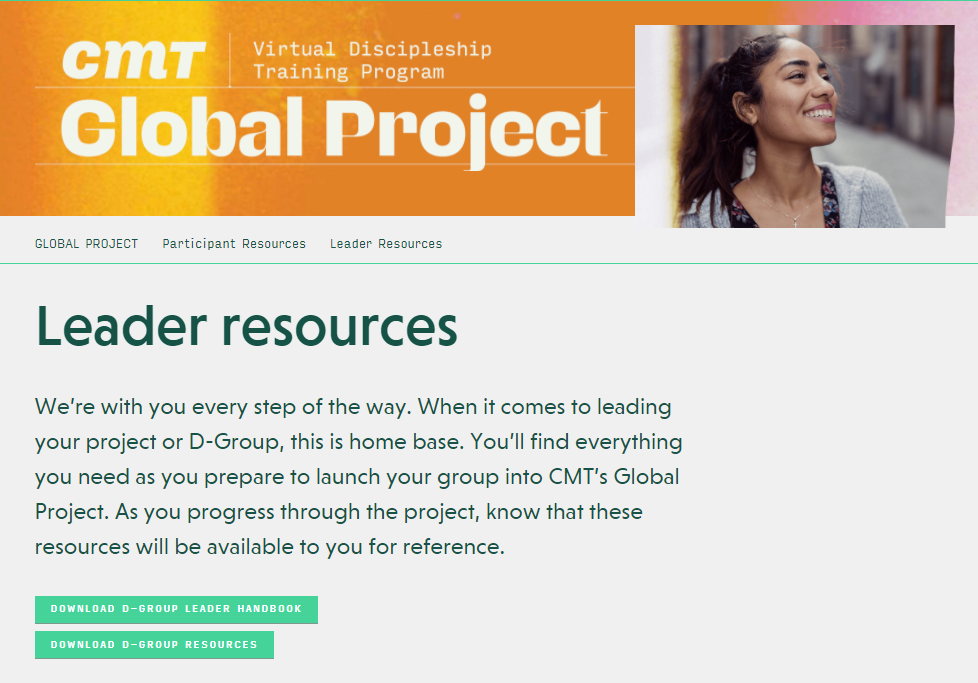 CMT
Virtual Discipleship
Training Program
Global Project
GLOBAL PROJECT Participant Resources Leader Resources
Leader resources
We're with you every step of the way. When it comes to leading
your project or D-Group, this is home base. You'll find everything
you need as you prepare to launch your group into CMT's Global
Project. As you progress through the project, know that these
resources will be available to you for reference.
DOWNLOAD D-GROUP LEADER HANDBOOK
DOWNLOAD D-GROUP RESOURCES